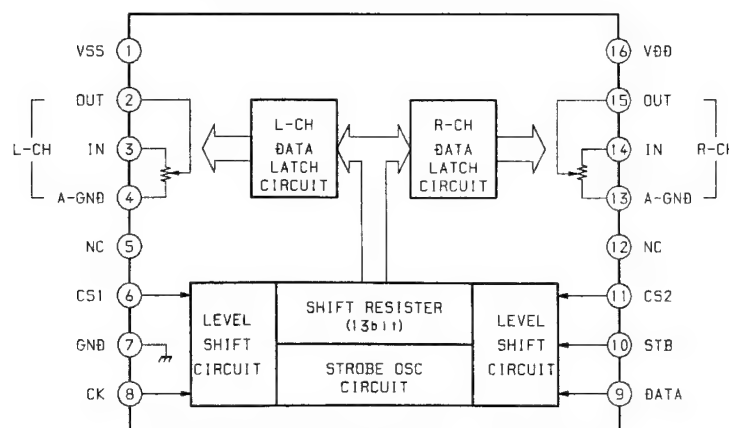 VSS 1
16 VDD
OUT 2
15 OUT
L-CH
IN 3
14 IN
R-CH
A-GND 4
13 A-GND
L-CH
DATA
LATCH
CIRCUIT
R-CH
DATA
LATCH
CIRCUIT
NC 5
12 NC
CS1 6
11 CS2
GND 7
10 STB
CK 8
9 DATA
LEVEL
SHIFT
CIRCUIT
SHIFT RESISTER
(13bit)
STROBE OSC
CIRCUIT
LEVEL
SHIFT
CIRCUIT